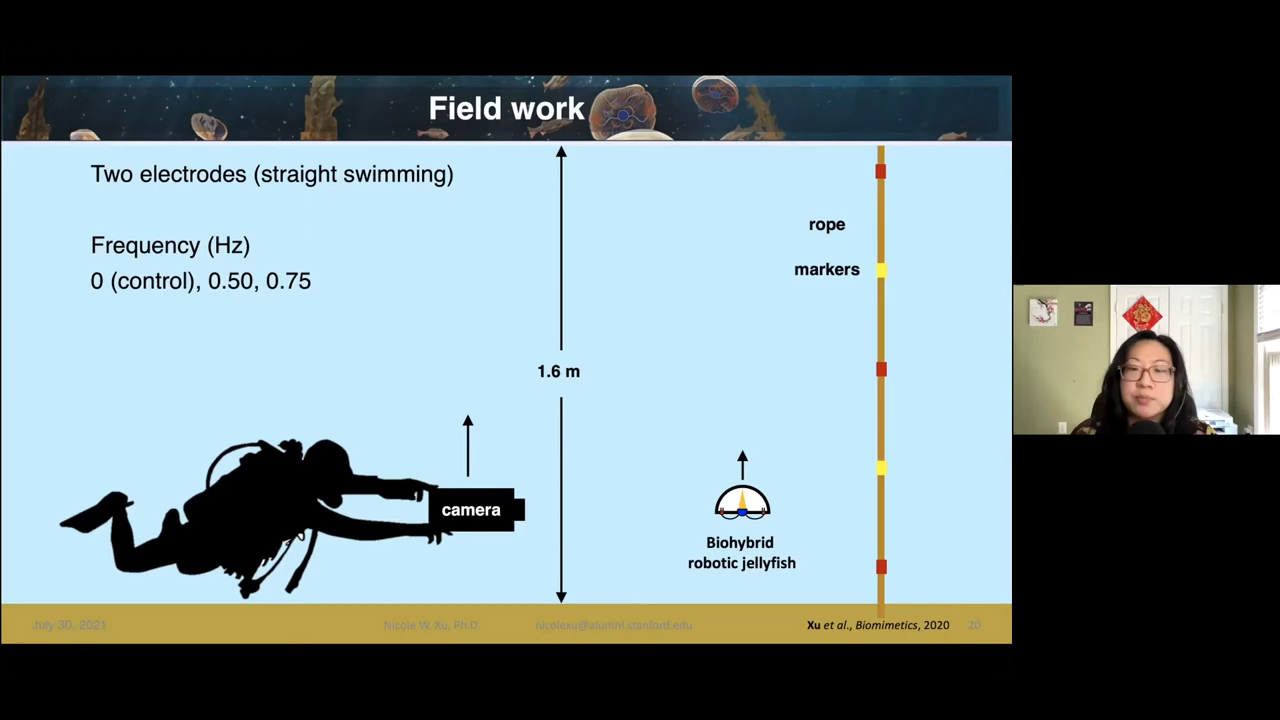 Field work
Two electrodes (straight swimming)
Frequency (Hz)
0 (control), 0.50, 0.75
rope
markers
1.6 m
camera
Biohybrid
robotic jellyfish
July 30, 2021
Nicole W. Xu, Ph.D.
nicolexu@alumni.stanford.edu
Xu et al., Biomimetics, 2020
20